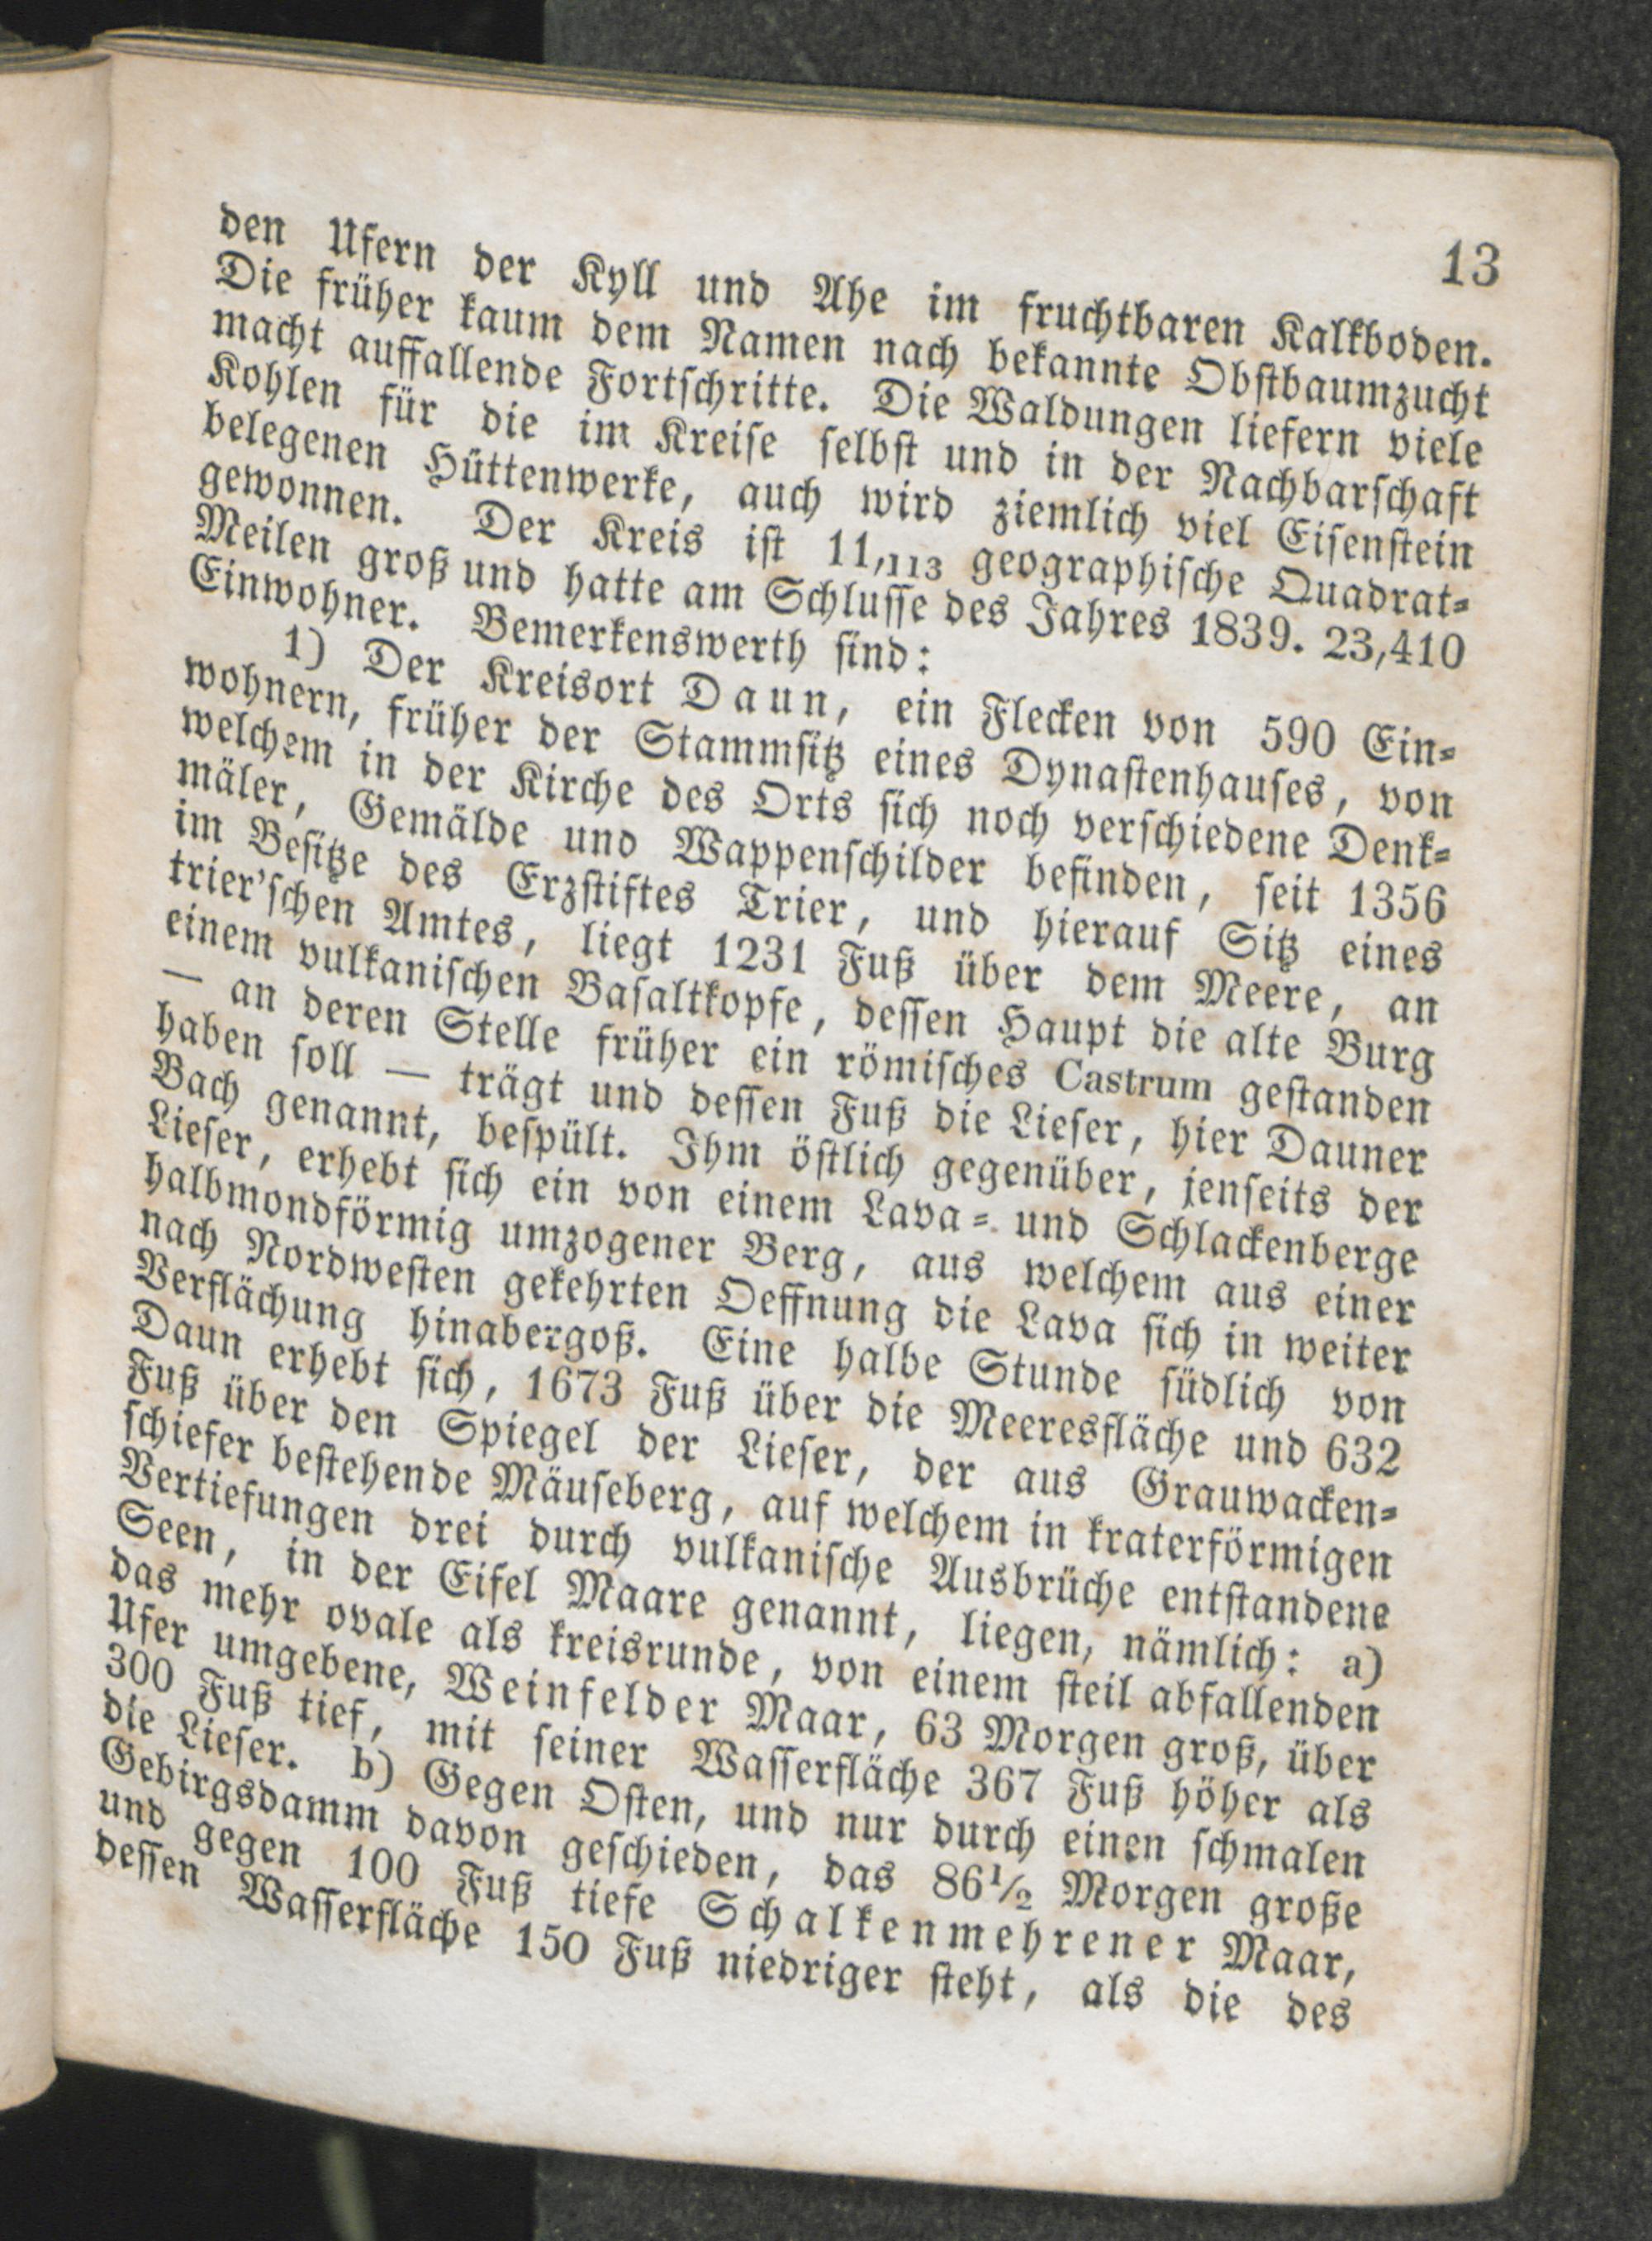 13
den Ufern der Kyll und Ahe im fruchtbaren Kalkboden.
Die früher kaum dem Namen nach bekannte Obstbaumzucht
macht auffallende Fortschritte. Die Waldungen liefern viele
Kohlen für die im Kreise selbst und in der Nachbarschaft
belegenen Hüttenwerke, auch wird ziemlich viel Eisenstein
gewonnen. Der Kreis ist 11,113 geographische Quadrat-
Meilen groß und hatte am Schlusse des Jahres 1839. 23,410
Einwohner. Bemerkenswerth sind:
1) Der Kreisort Daun, ein Flecken von 590 Ein-
wohnern, früher der Stammsitz eines Dynastenhauses, von
welchem in der Kirche des Orts sich noch verschiedene Denk-
mäler, Gemälde und Wappenschilder befinden, seit 1356
im Besitze des Erzstiftes Trier, und hierauf Sitz eines
trier'schen Amtes, liegt 1231 Fuß über dem Meere, an
einem vulkanischen Basaltkopfe, dessen Haupt die alte Burg
— an deren Stelle früher ein römisches Castrum gestanden
haben soll — trägt und dessen Fuß die Lieser, hier Dauner
Bach genannt, bespült. Ihm östlich gegenüber, jenseits der
Lieser, erhebt sich ein von einem Lava- und Schlackenberge
halbmondförmig umzogener Berg, aus welchem aus einer
nach Nordwesten gekehrten Oeffnung die Lava sich in weiter
Verflächung hinabergoß. Eine halbe Stunde südlich von
Daun erhebt sich, 1673 Fuß über die Meeresfläche und 632
Fuß über den Spiegel der Lieser, der aus Grauwacken-
schiefer bestehende Mäuseberg, auf welchem in kraterförmigen
Vertiefungen drei durch vulkanische Ausbrüche entstandene
Seen, in der Eifel Maare genannt, liegen, nämlich: a)
das mehr ovale als kreisrunde, von einem steil abfallenden
Ufer umgebene, Weinfelder Maar, 63 Morgen groß, über
300 Fuß tief, mit seiner Wasserfläche 367 Fuß höher als
die Lieser. b) Gegen Osten, und nur durch einen schmalen
Gebirgsdamm davon geschieden, das 86½ Morgen große
und gegen 100 Fuß tiefe Schalkenmehrener Maar,
dessen Wasserfläche 150 Fuß niedriger steht, als die des